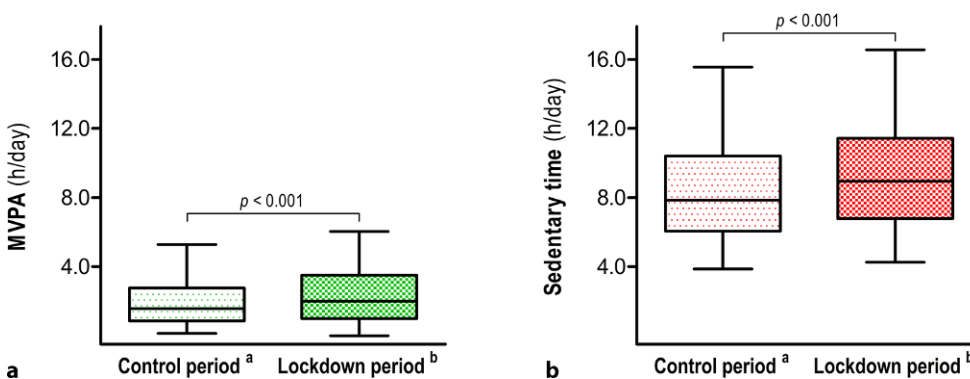 MVPA (h/day)
16.0
12.0
8.0
4.0
p < 0.001
Control period a
Lockdown period b
a
Sedentary time (h/day)
16.0
12.0
8.0
4.0
p < 0.001
Control period a
Lockdown period b
b